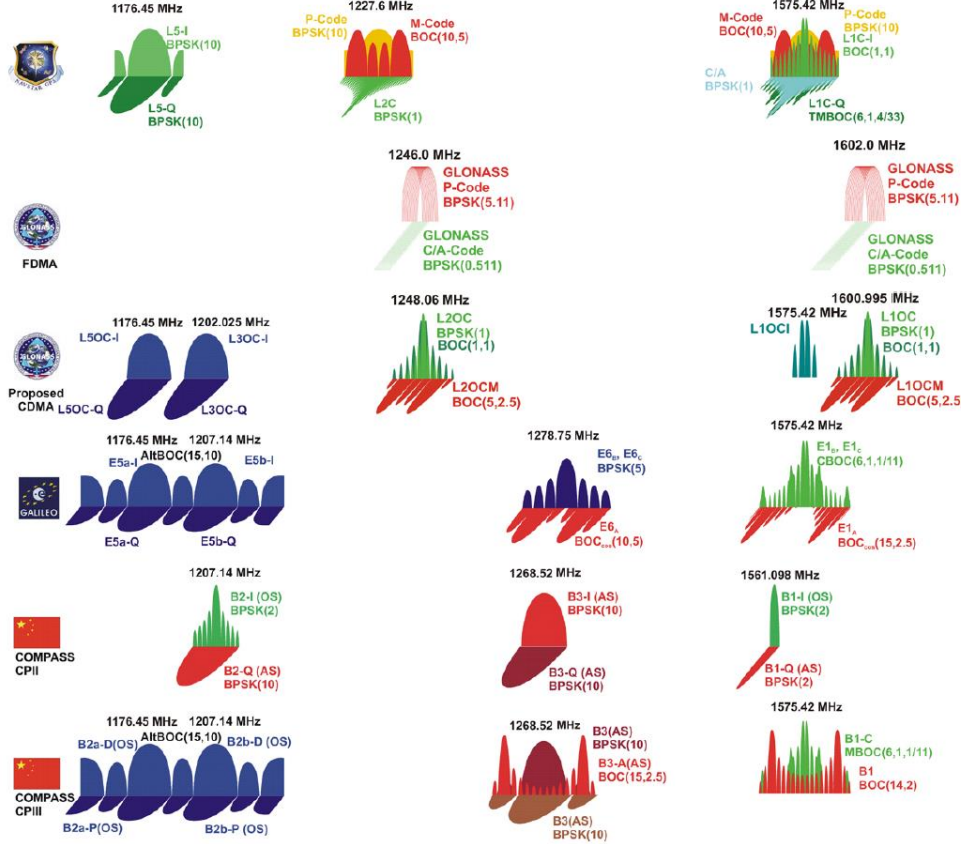 1176.45 MHz
L5-I
BPSK(10)
L5-Q
BPSK(10)
1227.6 MHz
P-Code
BPSK(10)
M-Code
BOC(10,5)
L2C
BPSK(1)
1575.42 MHz
M-Code
BOC(10,5)
P-Code
BPSK(10)
L1C-I
BOC(1,1)
C/A
BPSK(1)
L1C-Q
TMBOC(6,1,4/33)
GLONASS
FDMA
1246.0 MHz
GLONASS
P-Code
BPSK(5.11)
GLONASS
C/A-Code
BPSK(0.511)
1602.0 MHz
GLONASS
P-Code
BPSK(5.11)
GLONASS
C/A-Code
BPSK(0.511)
GLONASS
Proposed
CDMA
1176.45 MHz
1202.025 MHz
L5OC-I
L3OC-I
L5OC-Q
L3OC-Q
1248.06 MHz
L2OC
BPSK(1)
BOC(1,1)
L2OCM
BOC(5,2.5)
1600.995 MHz
1575.42 MHz
L1OCI
L1OC
BPSK(1)
BOC(1,1)
L1OCM
BOC(5,2.5)
GALILEO
1176.45 MHz
1207.14 MHz
AltBOC(15,10)
E5a-I
E5b-I
E5a-Q
E5b-Q
1278.75 MHz
E6B, E6C
BPSK(5)
E6A
BOCcos(10,5)
1575.42 MHz
E1B, E1C
CBOC(6,1,1/11)
E1A
BOCcos(15,2.5)
COMPASS
CPII
1207.14 MHz
B2-I (OS)
BPSK(2)
B2-Q (AS)
BPSK(10)
1268.52 MHz
B3-I (AS)
BPSK(10)
B3-Q (AS)
BPSK(10)
1561.098 MHz
B1-I (OS)
BPSK(2)
B1-Q (AS)
BPSK(2)
COMPASS
CPIII
1176.45 MHz
1207.14 MHz
AltBOC(15,10)
B2a-D(OS)
B2b-D (OS)
B2a-P(OS)
B2b-P (OS)
1268.52 MHz
B3(AS)
BPSK(10)
B3-A(AS)
BOC(15,2.5)
B3(AS)
BPSK(10)
1575.42 MHz
B1-C
MBOC(6,1,1/11)
B1
BOC(14,2)